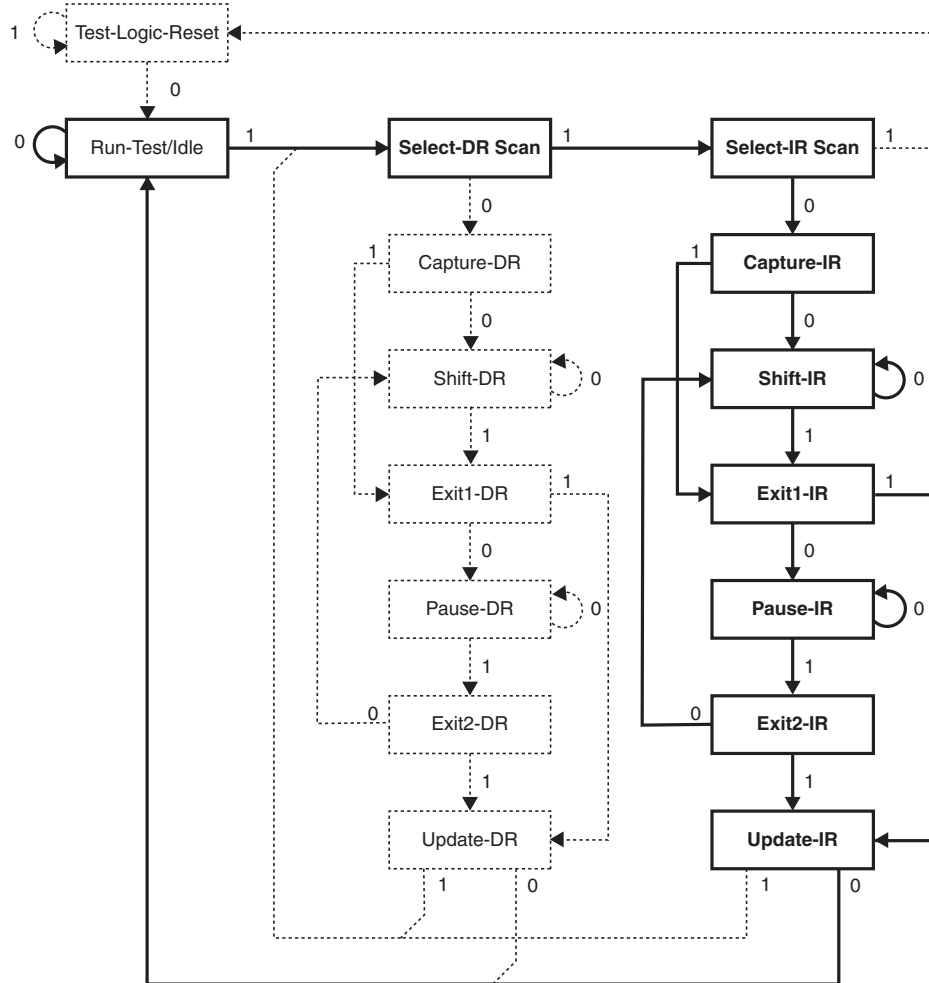 1 Test-Logic-Reset
0
0 Run-Test/Idle 1 Select-DR Scan 1 Select-IR Scan 1
0 0
1 Capture-DR 1 Capture-IR
0 0
Shift-DR 0 Shift-IR 0
1 1
Exit1-DR 1 Exit1-IR 1
0 0
Pause-DR 0 Pause-IR 0
1 1
0 Exit2-DR 0 Exit2-IR
1 1
Update-DR Update-IR
1 0 1 0